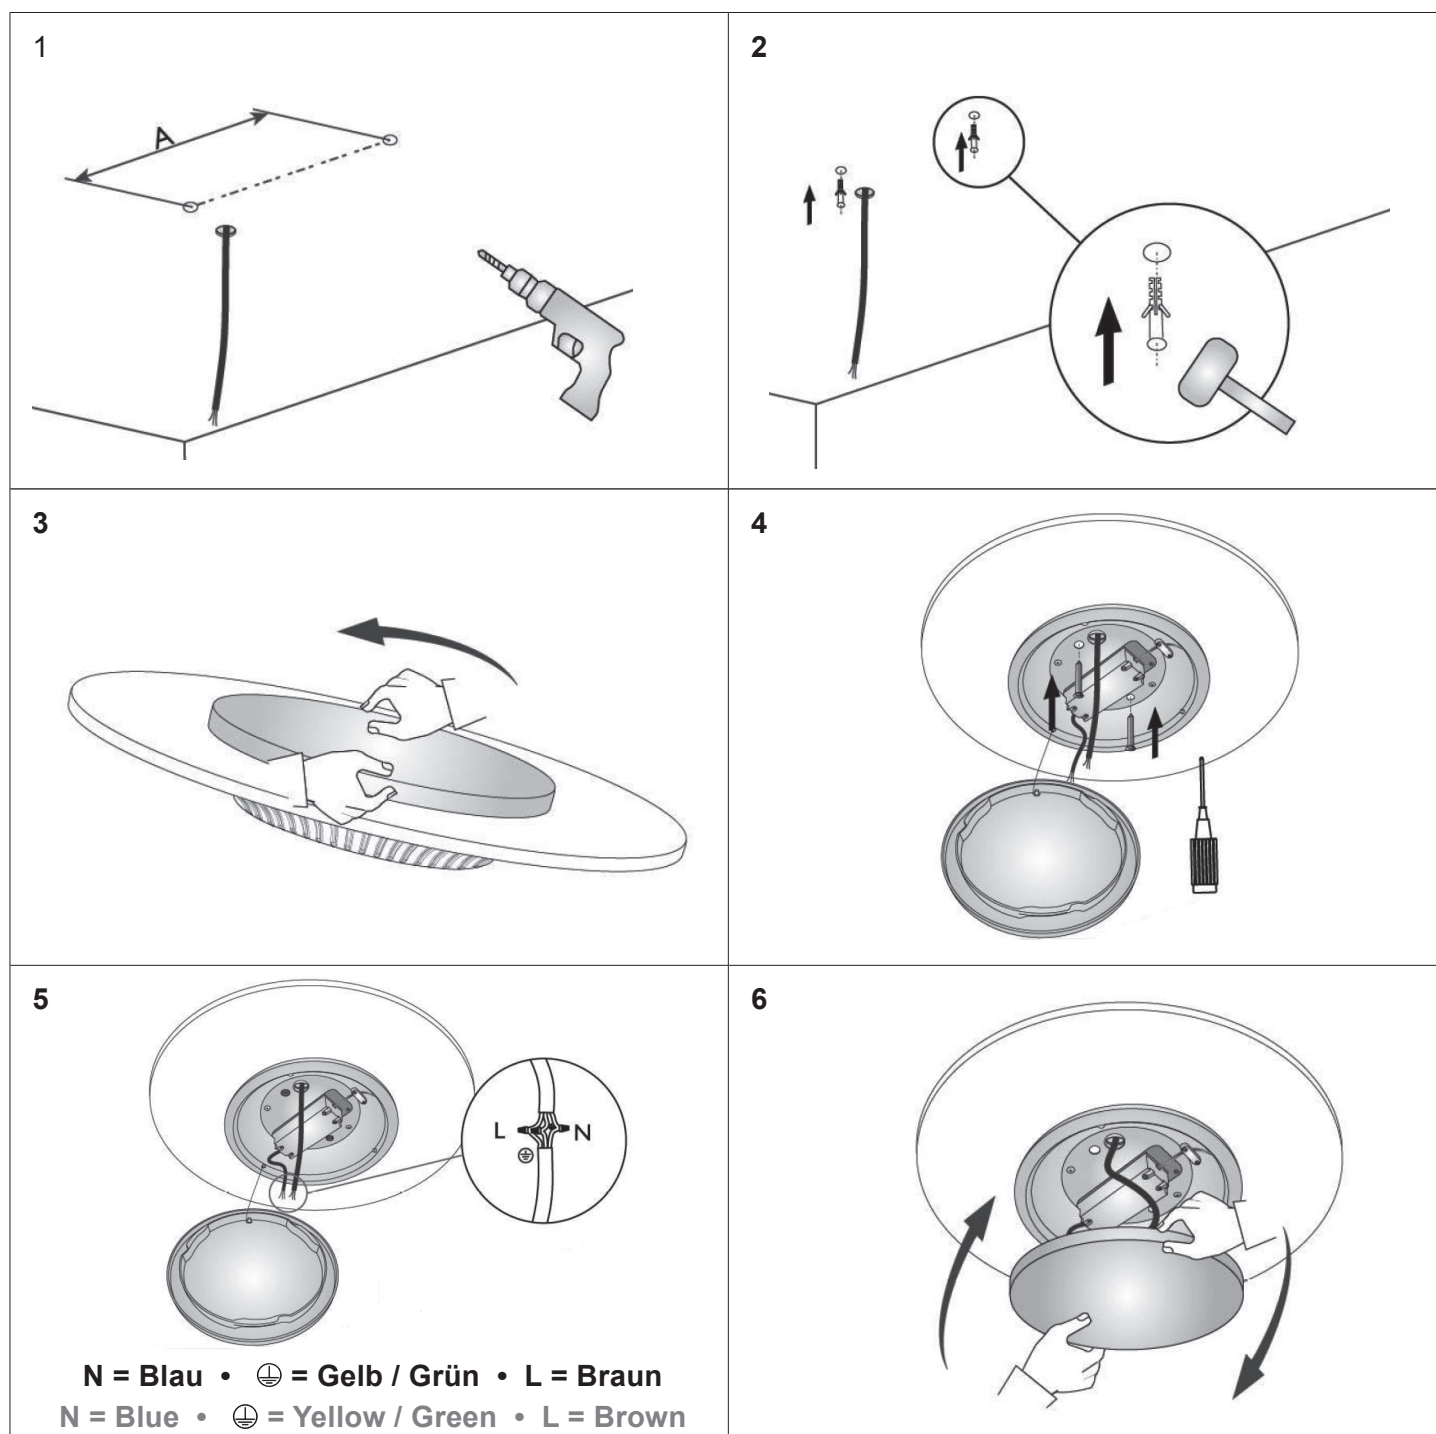 1
A
2
3
4
5
L N
N = Blau • ⏚ = Gelb / Grün • L = Braun
N = Blue • ⏚ = Yellow / Green • L = Brown
6